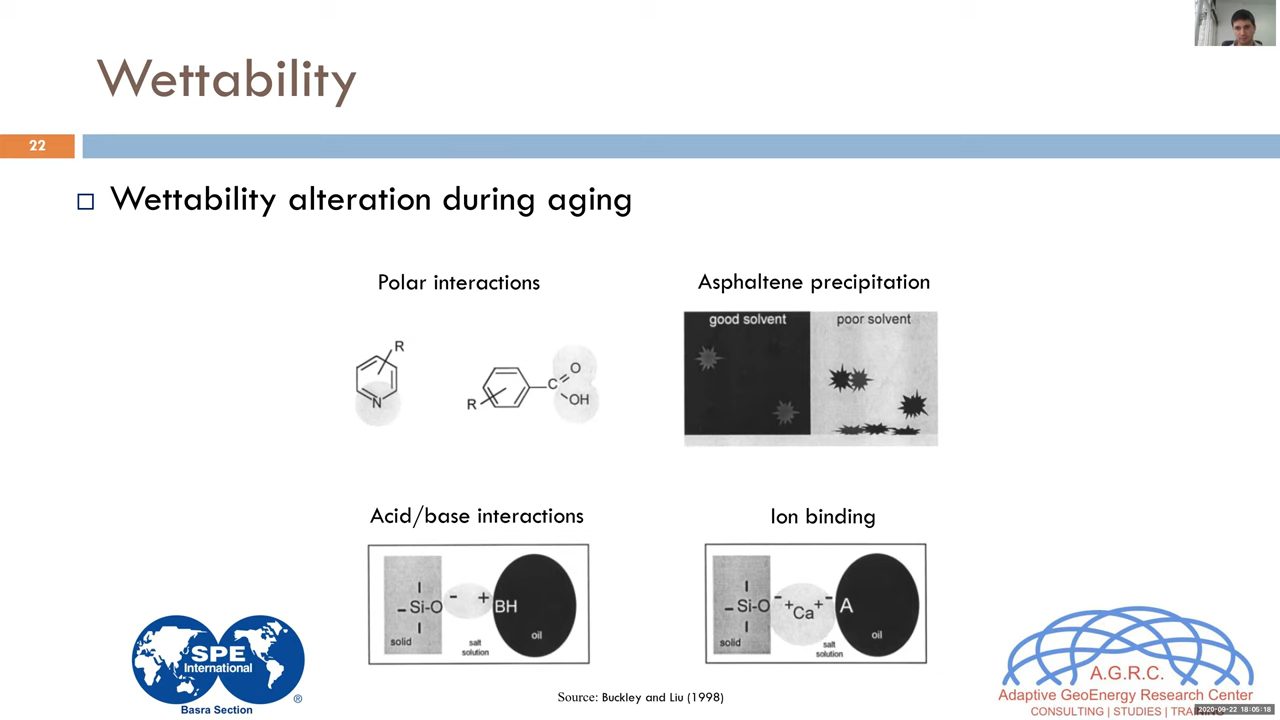 Wettability
22
Wettability alteration during aging
Polar interactions
R
N
R
C
O
OH
Asphaltene precipitation
good solvent
poor solvent
Acid/base interactions
Si-O
- + BH
solid
salt
solution
oil
Ion binding
Si-O
- +Ca+ - A
solid
salt
solution
oil
Source: Buckley and Liu (1998)
SPE
International
®
Basra Section
A.G.R.C.
Adaptive GeoEnergy Research Center
CONSULTING | STUDIES |
2020-09-22 18:05:18